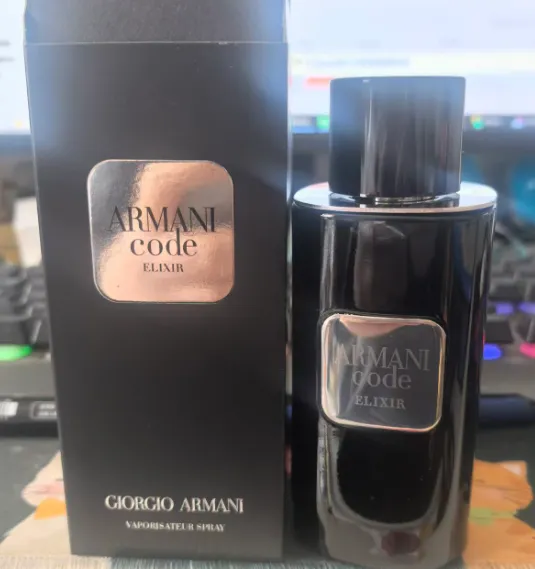 ARMANI
code
ELIXIR
GIORGIO ARMANI
VAPORISATEUR SPRAY
ARMANI
code
ELIXIR